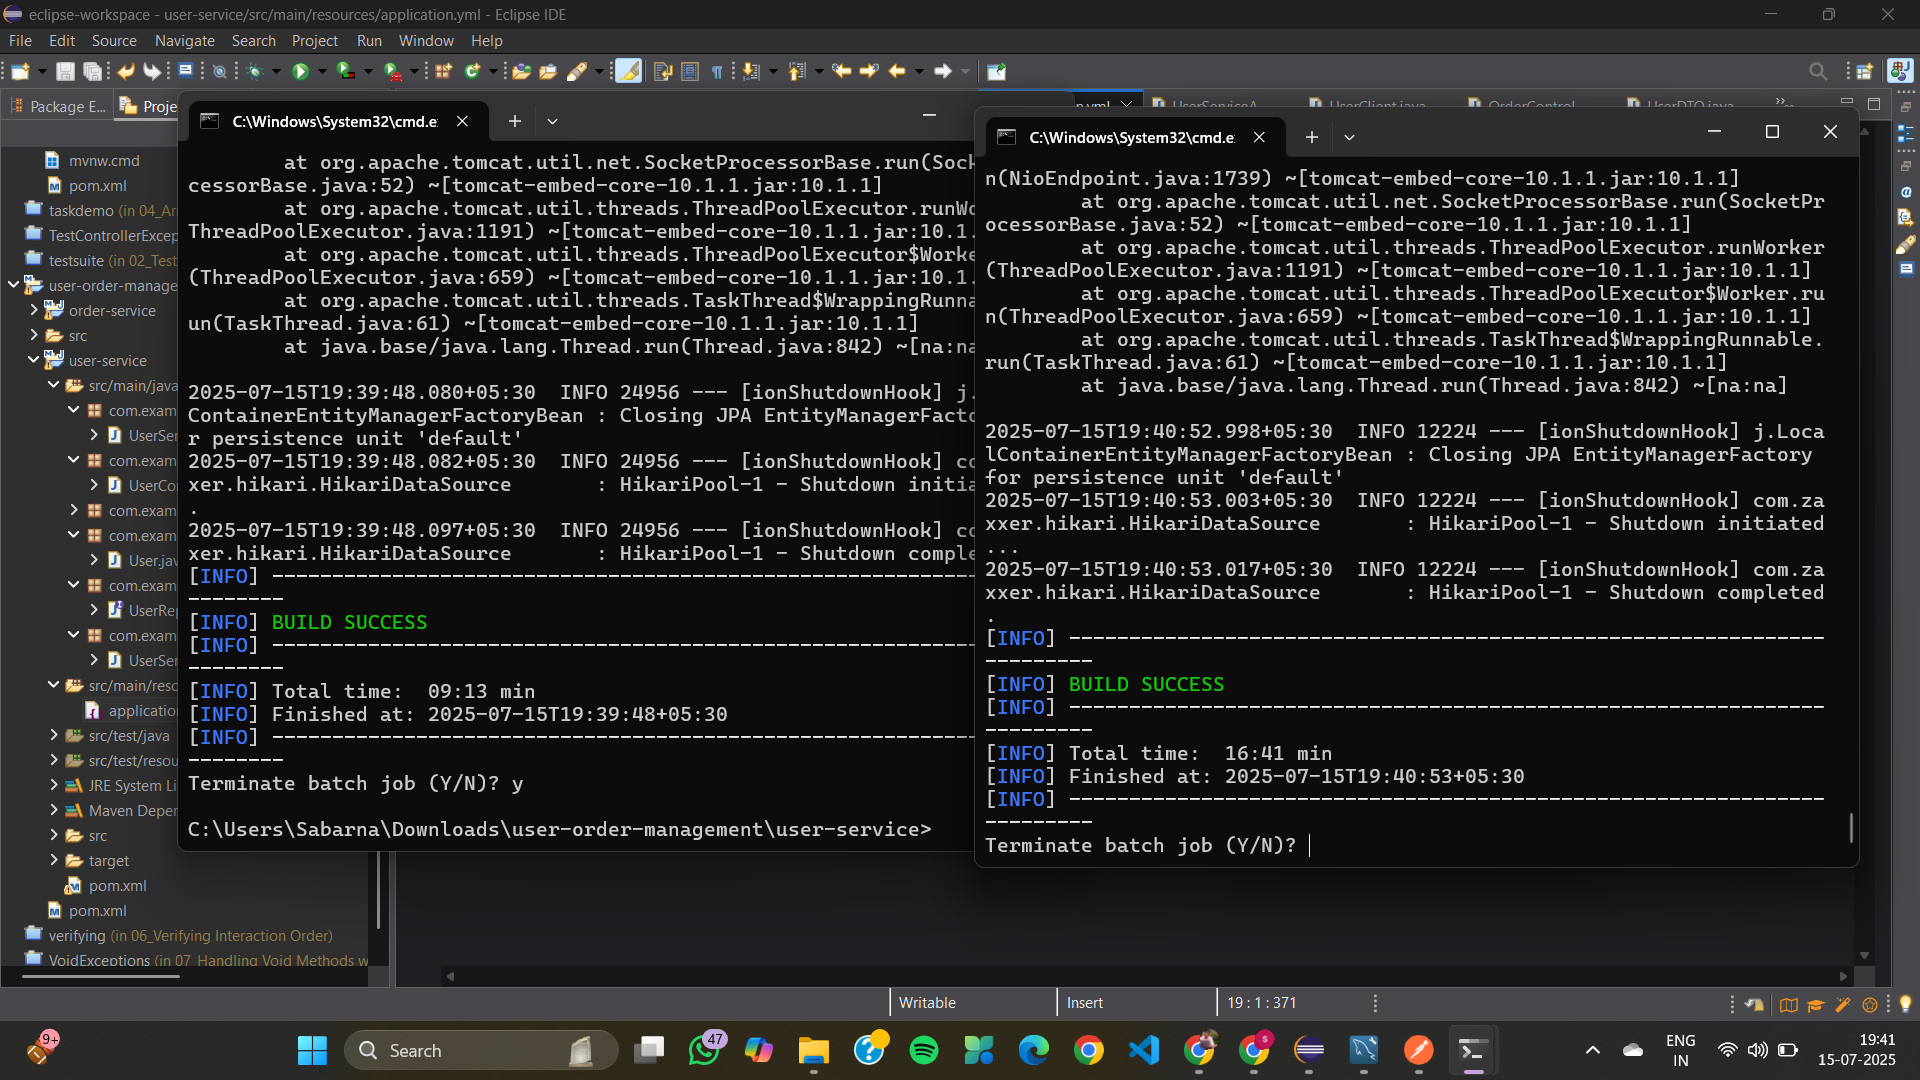 eclipse-workspace - user-service/src/main/resources/application.yml - Eclipse IDE
File Edit Source Navigate Search Project Run Window Help
Package E...
Proje
mvnw.cmd
pom.xml
taskdemo (in 04_Ar
TestControllerExcep
testsuite (in 02_Test
user-order-manage
order-service
src
user-service
src/main/java
com.exam
UserSer
com.exam
UserCo
com.exam
com.exam
User.jav
com.exam
UserRep
com.exam
UserSer
src/main/reso
applicatio
src/test/java
src/test/resou
JRE System Li
Maven Depen
src
target
pom.xml
pom.xml
verifying (in 06_Verifying Interaction Order)
VoidExceptions (in 07_Handling Void Methods w
C:\Windows\System32\cmd.e
at org.apache.tomcat.util.net.SocketProcessorBase.run(Sock
cessorBase.java:52) ~[tomcat-embed-core-10.1.1.jar:10.1.1]
at org.apache.tomcat.util.threads.ThreadPoolExecutor.runWo
ThreadPoolExecutor.java:1191) ~[tomcat-embed-core-10.1.1.jar:10.1.
at org.apache.tomcat.util.threads.ThreadPoolExecutor$Worke
(ThreadPoolExecutor.java:659) ~[tomcat-embed-core-10.1.1.jar:10.1.
at org.apache.tomcat.util.threads.TaskThread$WrappingRunna
un(TaskThread.java:61) ~[tomcat-embed-core-10.1.1.jar:10.1.1]
at java.base/java.lang.Thread.run(Thread.java:842) ~[na:na
2025-07-15T19:39:48.080+05:30  INFO 24956 --- [ionShutdownHook] j.
ContainerEntityManagerFactoryBean : Closing JPA EntityManagerFacto
r persistence unit 'default'
2025-07-15T19:39:48.082+05:30  INFO 24956 --- [ionShutdownHook] co
xer.hikari.HikariDataSource       : HikariPool-1 - Shutdown initia
.
2025-07-15T19:39:48.097+05:30  INFO 24956 --- [ionShutdownHook] co
xer.hikari.HikariDataSource       : HikariPool-1 - Shutdown comple
[INFO] ----------------------------------------------------------
--------
[INFO] BUILD SUCCESS
[INFO] ----------------------------------------------------------
--------
[INFO] Total time:  09:13 min
[INFO] Finished at: 2025-07-15T19:39:48+05:30
[INFO] ----------------------------------------------------------
--------
Terminate batch job (Y/N)? y
C:\Users\Sabarna\Downloads\user-order-management\user-service>
n.yml
UserServiceA
UserClient.java
OrderControl
UserDTO.java
C:\Windows\System32\cmd.e
n(NioEndpoint.java:1739) ~[tomcat-embed-core-10.1.1.jar:10.1.1]
at org.apache.tomcat.util.net.SocketProcessorBase.run(SocketPr
ocessorBase.java:52) ~[tomcat-embed-core-10.1.1.jar:10.1.1]
at org.apache.tomcat.util.threads.ThreadPoolExecutor.runWorker
(ThreadPoolExecutor.java:1191) ~[tomcat-embed-core-10.1.1.jar:10.1.1]
at org.apache.tomcat.util.threads.ThreadPoolExecutor$Worker.ru
n(ThreadPoolExecutor.java:659) ~[tomcat-embed-core-10.1.1.jar:10.1.1]
at org.apache.tomcat.util.threads.TaskThread$WrappingRunnable.
run(TaskThread.java:61) ~[tomcat-embed-core-10.1.1.jar:10.1.1]
at java.base/java.lang.Thread.run(Thread.java:842) ~[na:na]
2025-07-15T19:40:52.998+05:30  INFO 12224 --- [ionShutdownHook] j.Loca
lContainerEntityManagerFactoryBean : Closing JPA EntityManagerFactory
for persistence unit 'default'
2025-07-15T19:40:53.003+05:30  INFO 12224 --- [ionShutdownHook] com.za
xxer.hikari.HikariDataSource       : HikariPool-1 - Shutdown initiated
...
2025-07-15T19:40:53.017+05:30  INFO 12224 --- [ionShutdownHook] com.za
xxer.hikari.HikariDataSource       : HikariPool-1 - Shutdown completed
.
[INFO] ---------------------------------------------------------------
---------
[INFO] BUILD SUCCESS
[INFO] ---------------------------------------------------------------
---------
[INFO] Total time:  16:41 min
[INFO] Finished at: 2025-07-15T19:40:53+05:30
[INFO] ---------------------------------------------------------------
---------
Terminate batch job (Y/N)?
Writable
Insert
19 : 1 : 371
9+
Search
47
ENG
IN
19:41
15-07-2025